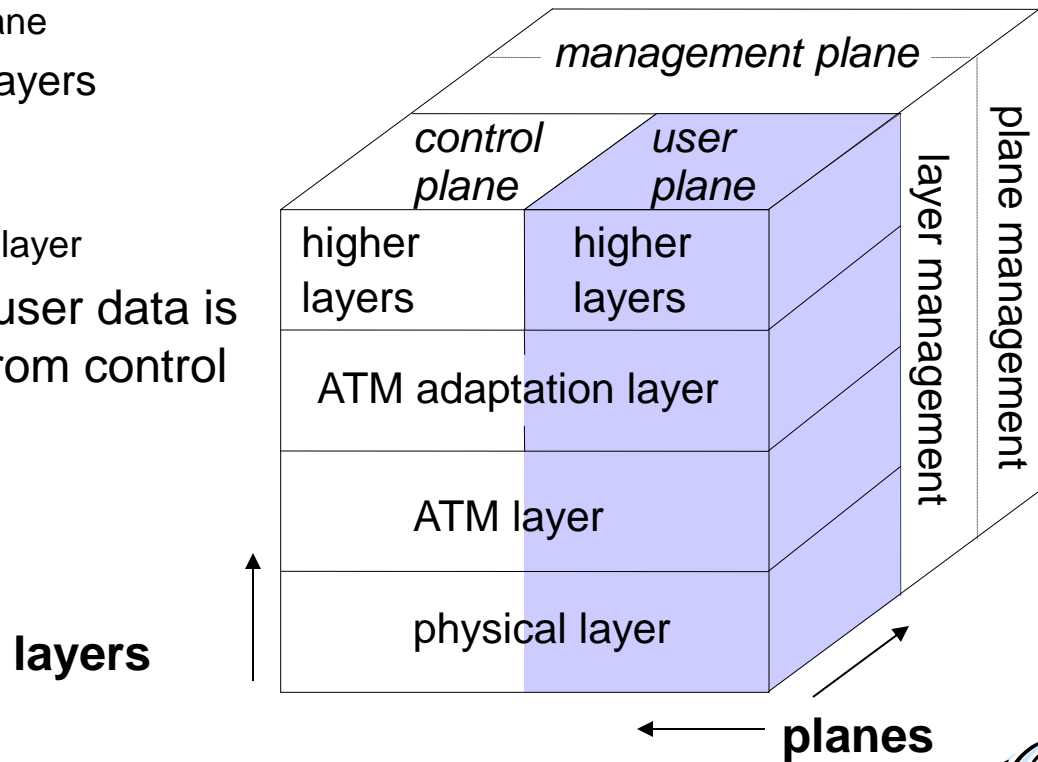 ane
ayers
layer
user data is
rom control
management plane
control
plane
user
plane
higher
layers
higher
layers
ATM adaptation layer
ATM layer
physical layer
layer management
plane management
layers
planes